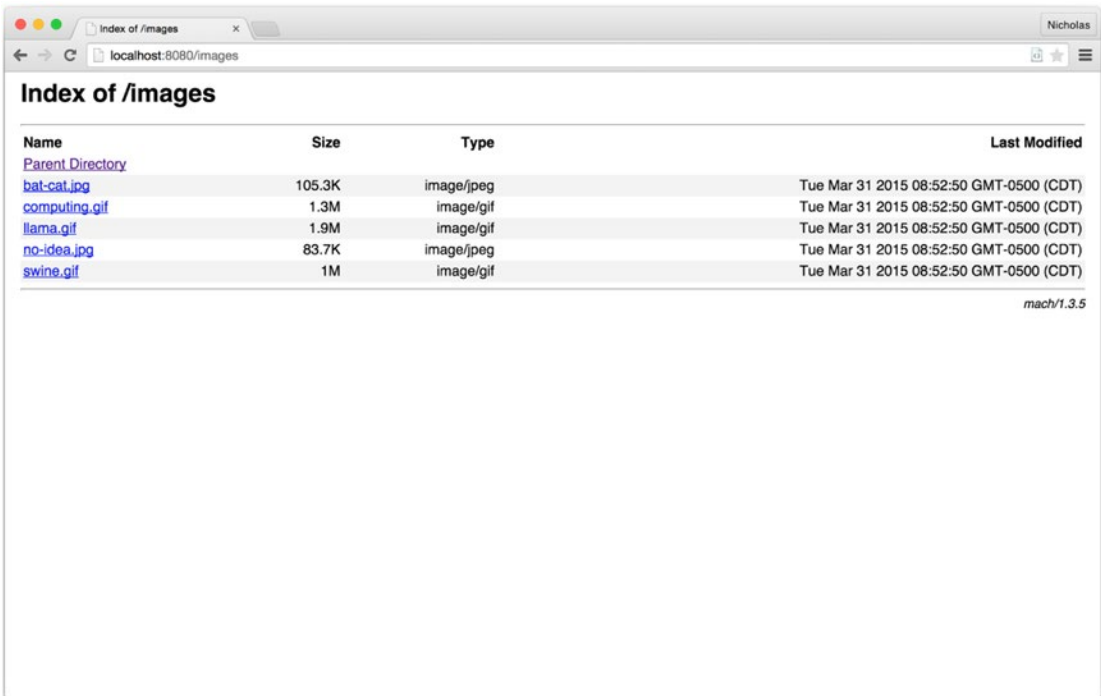 Index of /images
Nicholas
localhost:8080/images
Index of /images
Name Size Type Last Modified
Parent Directory
bat-cat.jpg 105.3K image/jpeg Tue Mar 31 2015 08:52:50 GMT-0500 (CDT)
computing.gif 1.3M image/gif Tue Mar 31 2015 08:52:50 GMT-0500 (CDT)
llama.gif 1.9M image/gif Tue Mar 31 2015 08:52:50 GMT-0500 (CDT)
no-idea.jpg 83.7K image/jpeg Tue Mar 31 2015 08:52:50 GMT-0500 (CDT)
swine.gif 1M image/gif Tue Mar 31 2015 08:52:50 GMT-0500 (CDT)
mach/1.3.5